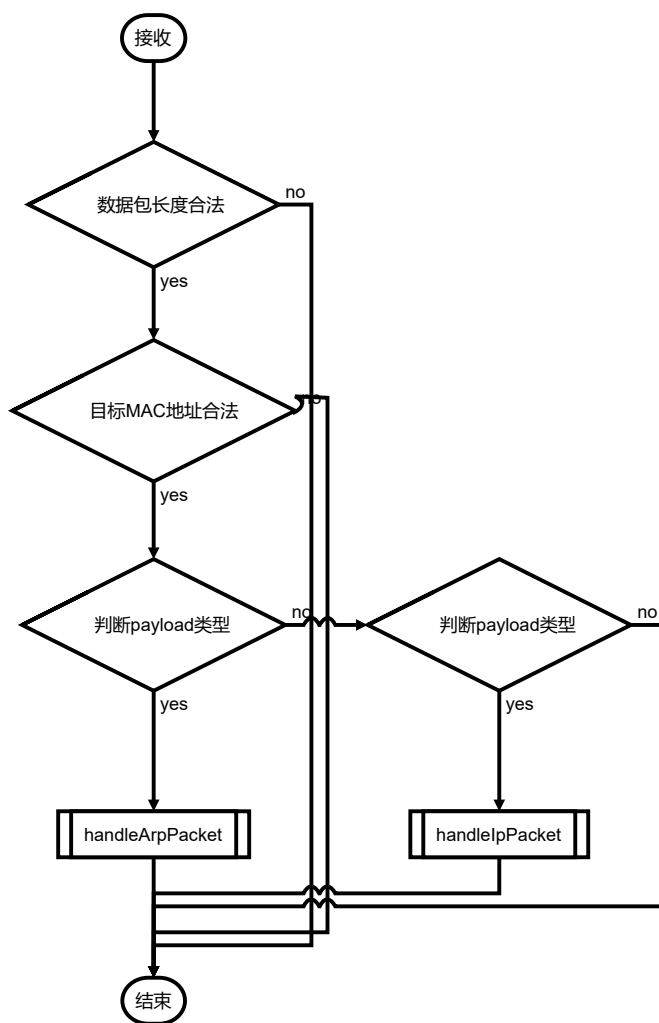 接收
数据包长度合法
no
yes
目标MAC地址合法
no
yes
判断payload类型
no
判断payload类型
no
yes
yes
handleArpPacket
handleIpPacket
结束